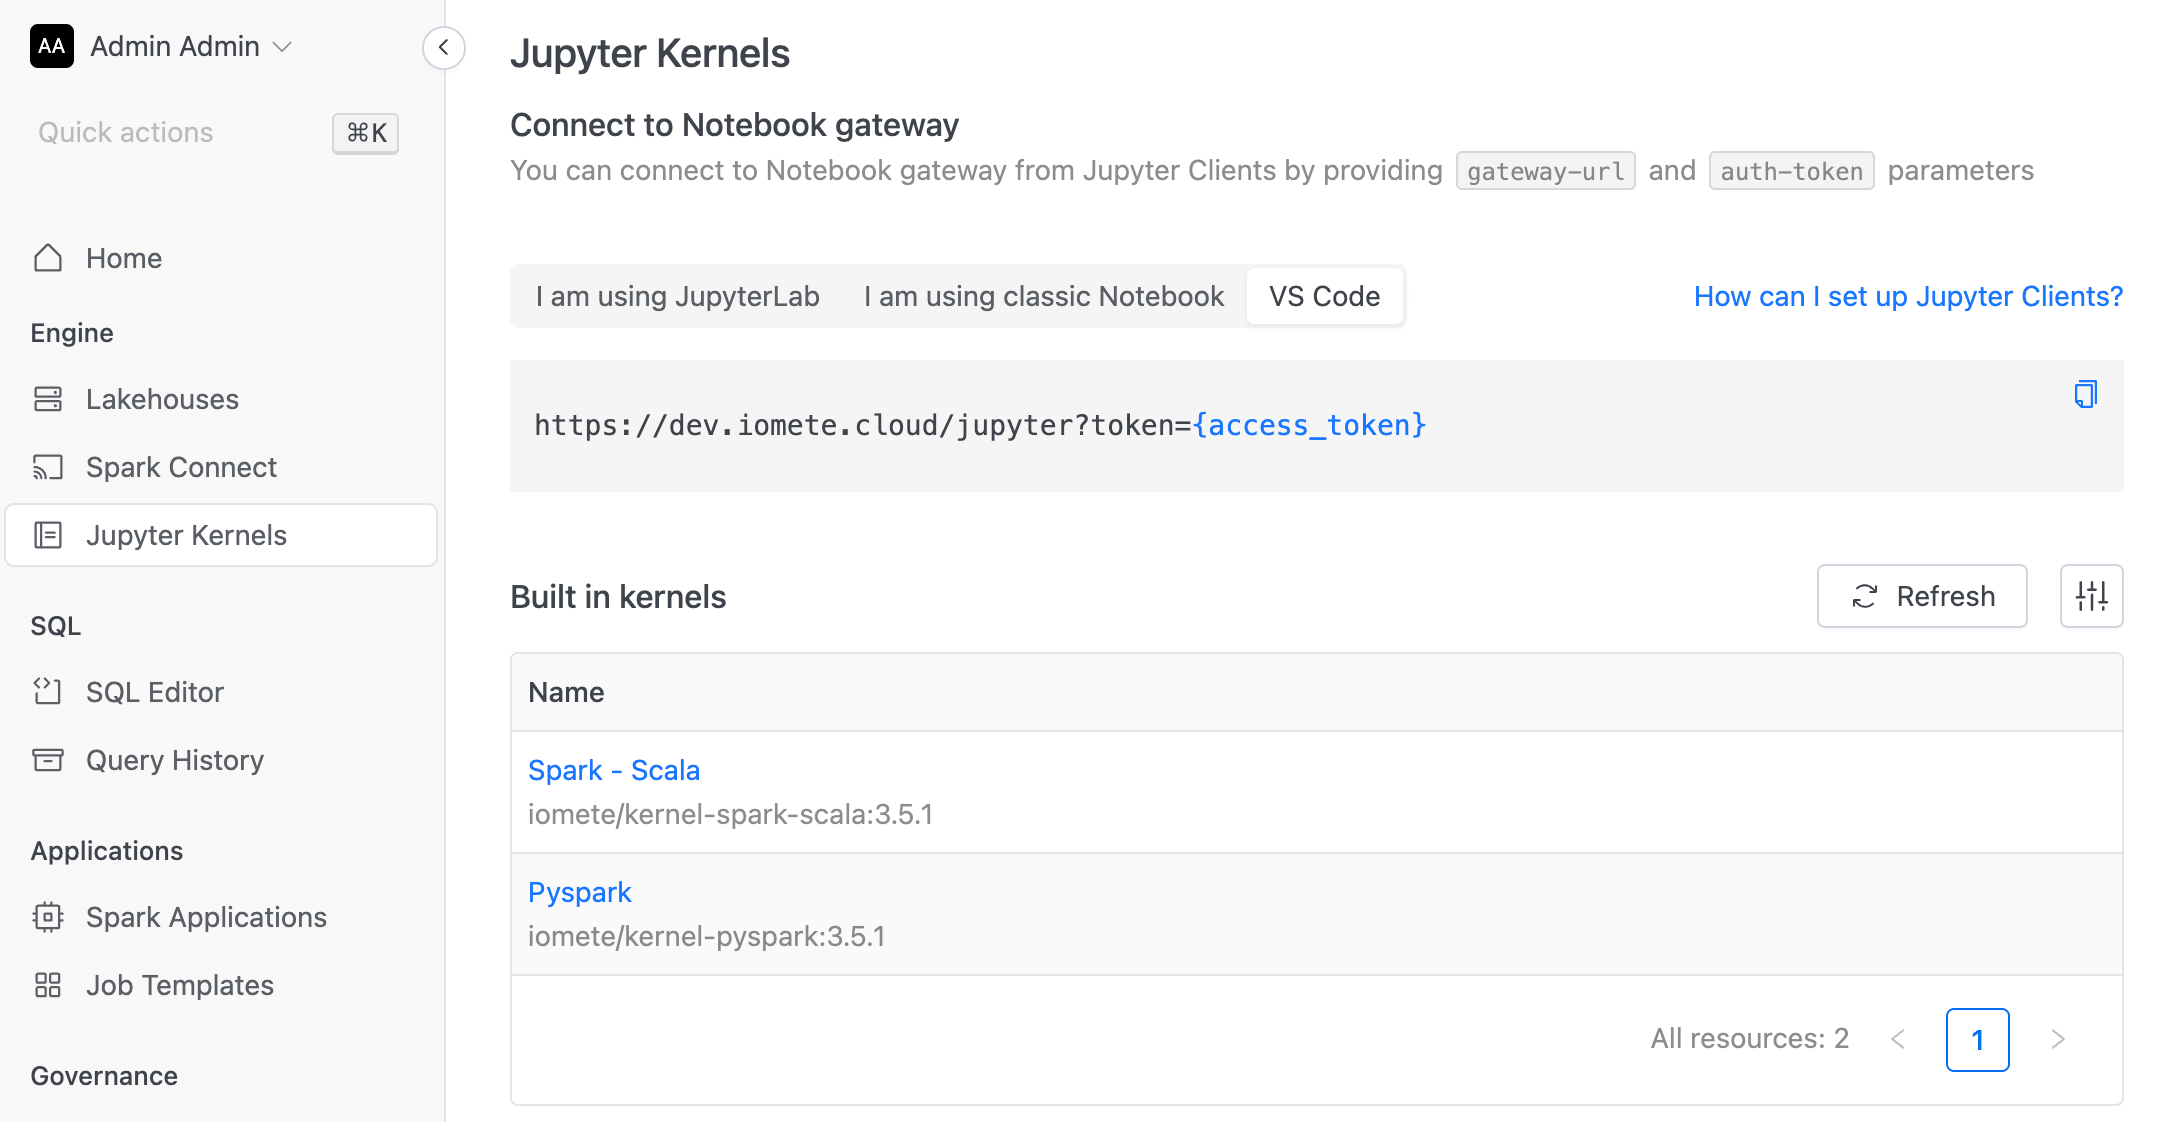 AA Admin Admin
Quick actions ⌘K
Home
Engine
Lakehouses
Spark Connect
Jupyter Kernels
SQL
SQL Editor
Query History
Applications
Spark Applications
Job Templates
Governance
Jupyter Kernels
Connect to Notebook gateway
You can connect to Notebook gateway from Jupyter Clients by providing gateway-url and auth-token parameters
I am using JupyterLab I am using classic Notebook VS Code How can I set up Jupyter Clients?
https://dev.iomete.cloud/jupyter?token={access_token}
Built in kernels Refresh
Name
Spark - Scala
iomete/kernel-spark-scala:3.5.1
Pyspark
iomete/kernel-pyspark:3.5.1
All resources: 2 < 1 >